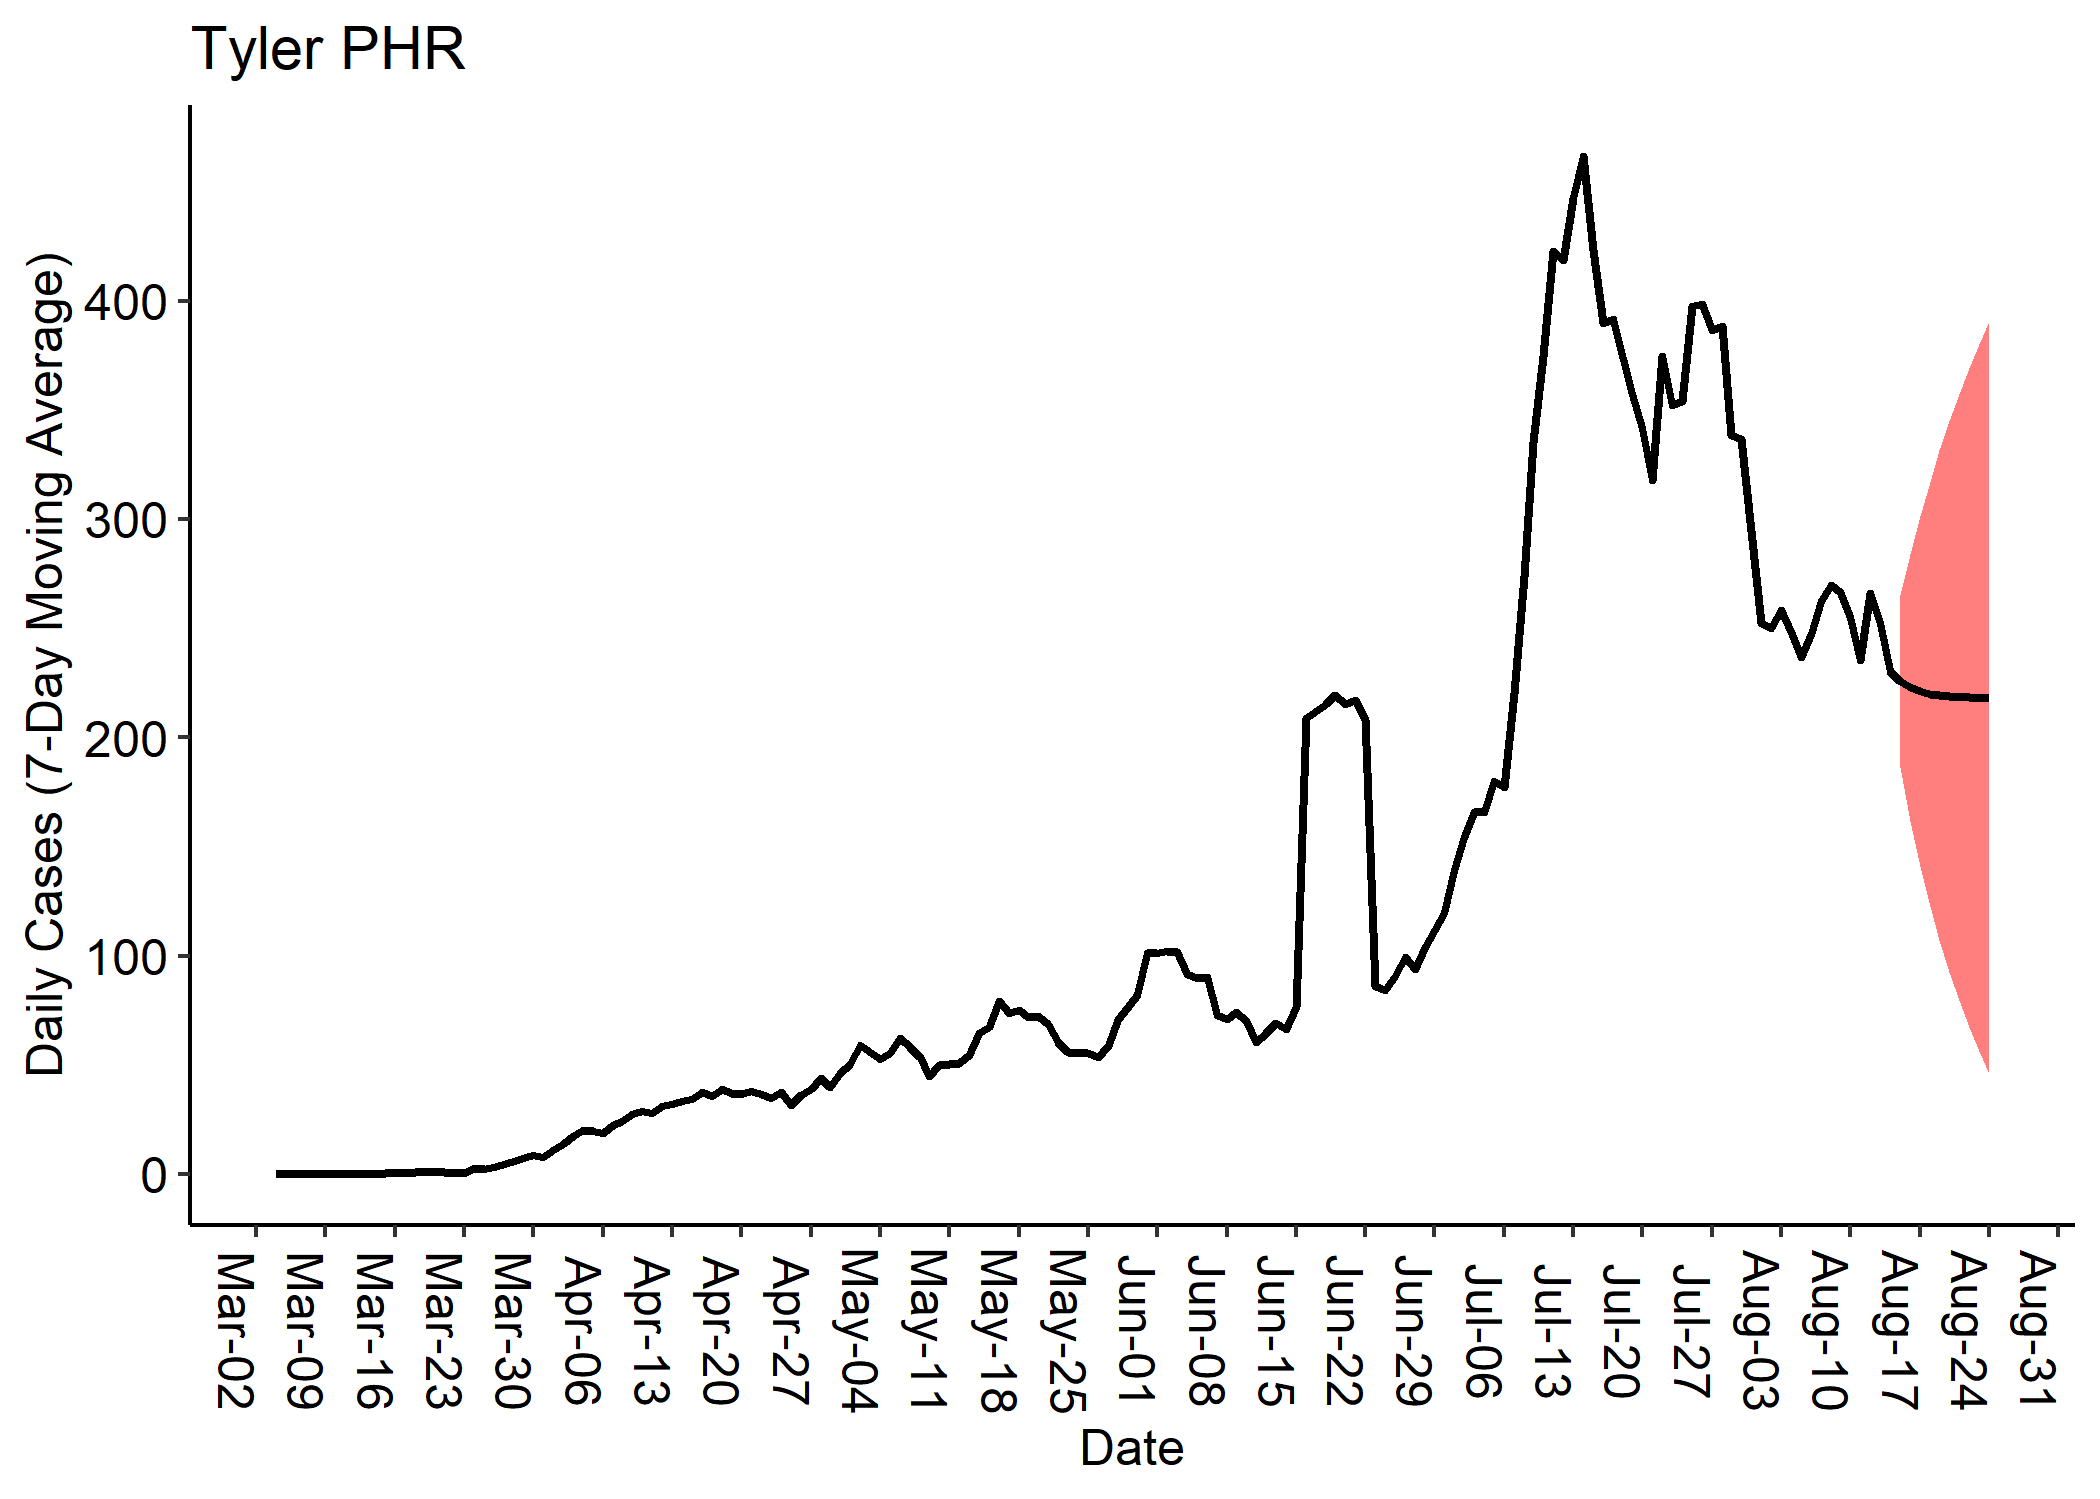 Tyler PHR
Daily Cases (7-Day Moving Average)
400
300
200
100
0
Mar-02
Mar-09
Mar-16
Mar-23
Mar-30
Apr-06
Apr-13
Apr-20
Apr-27
May-04
May-11
May-18
May-25
Jun-01
Jun-08
Jun-15
Jun-22
Jun-29
Jul-06
Jul-13
Jul-20
Jul-27
Aug-03
Aug-10
Aug-17
Aug-24
Aug-31
Date